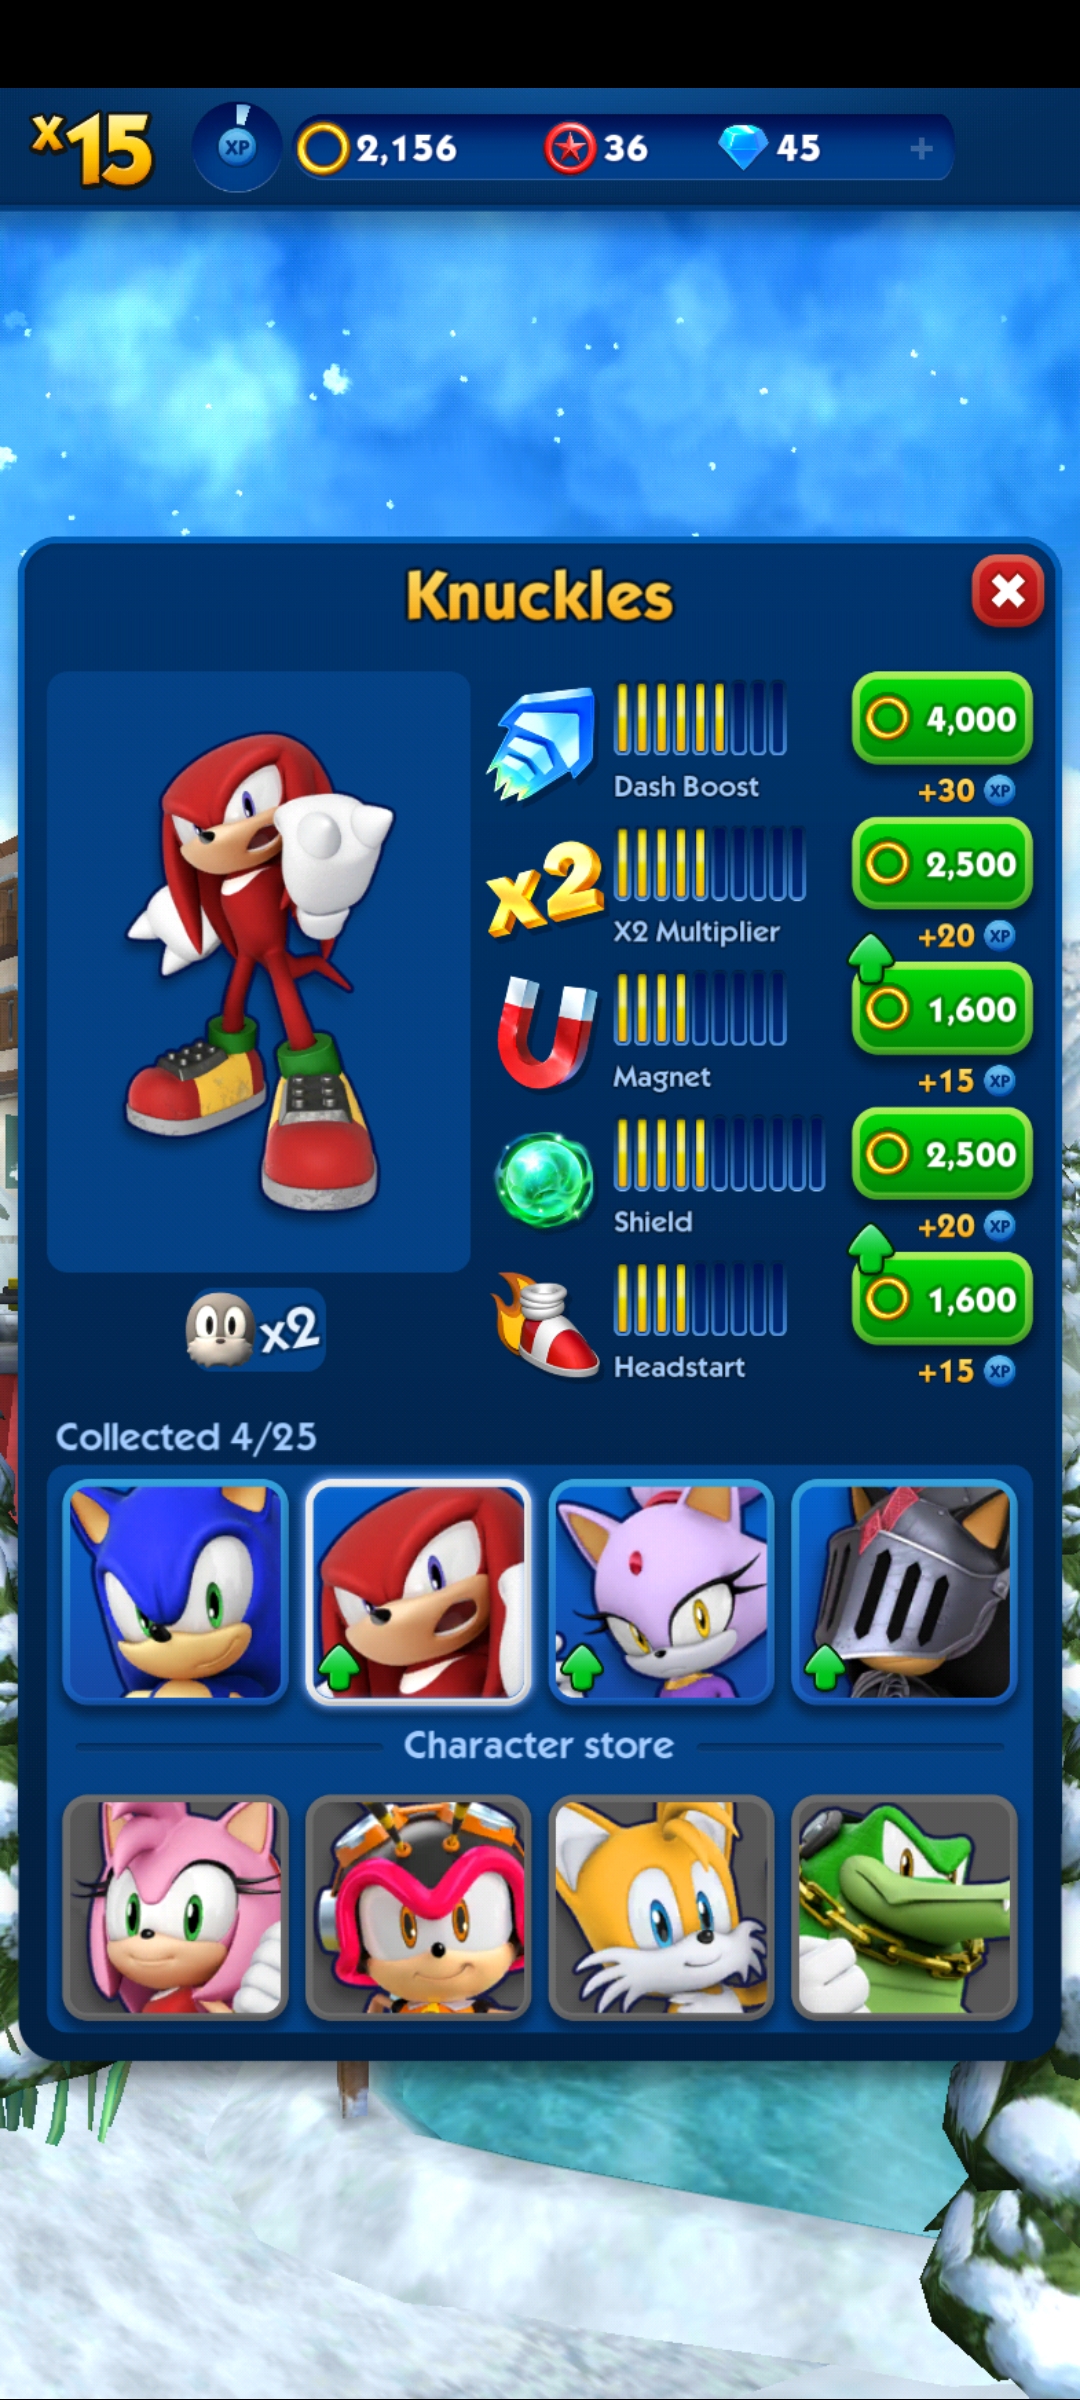 x15
XP
2,156
36
45
+
Knuckles
4,000
Dash Boost
+30 XP
x2
2,500
X2 Multiplier
+20 XP
1,600
Magnet
+15 XP
2,500
Shield
+20 XP
1,600
x2
Headstart
+15 XP
Collected 4/25
Character store